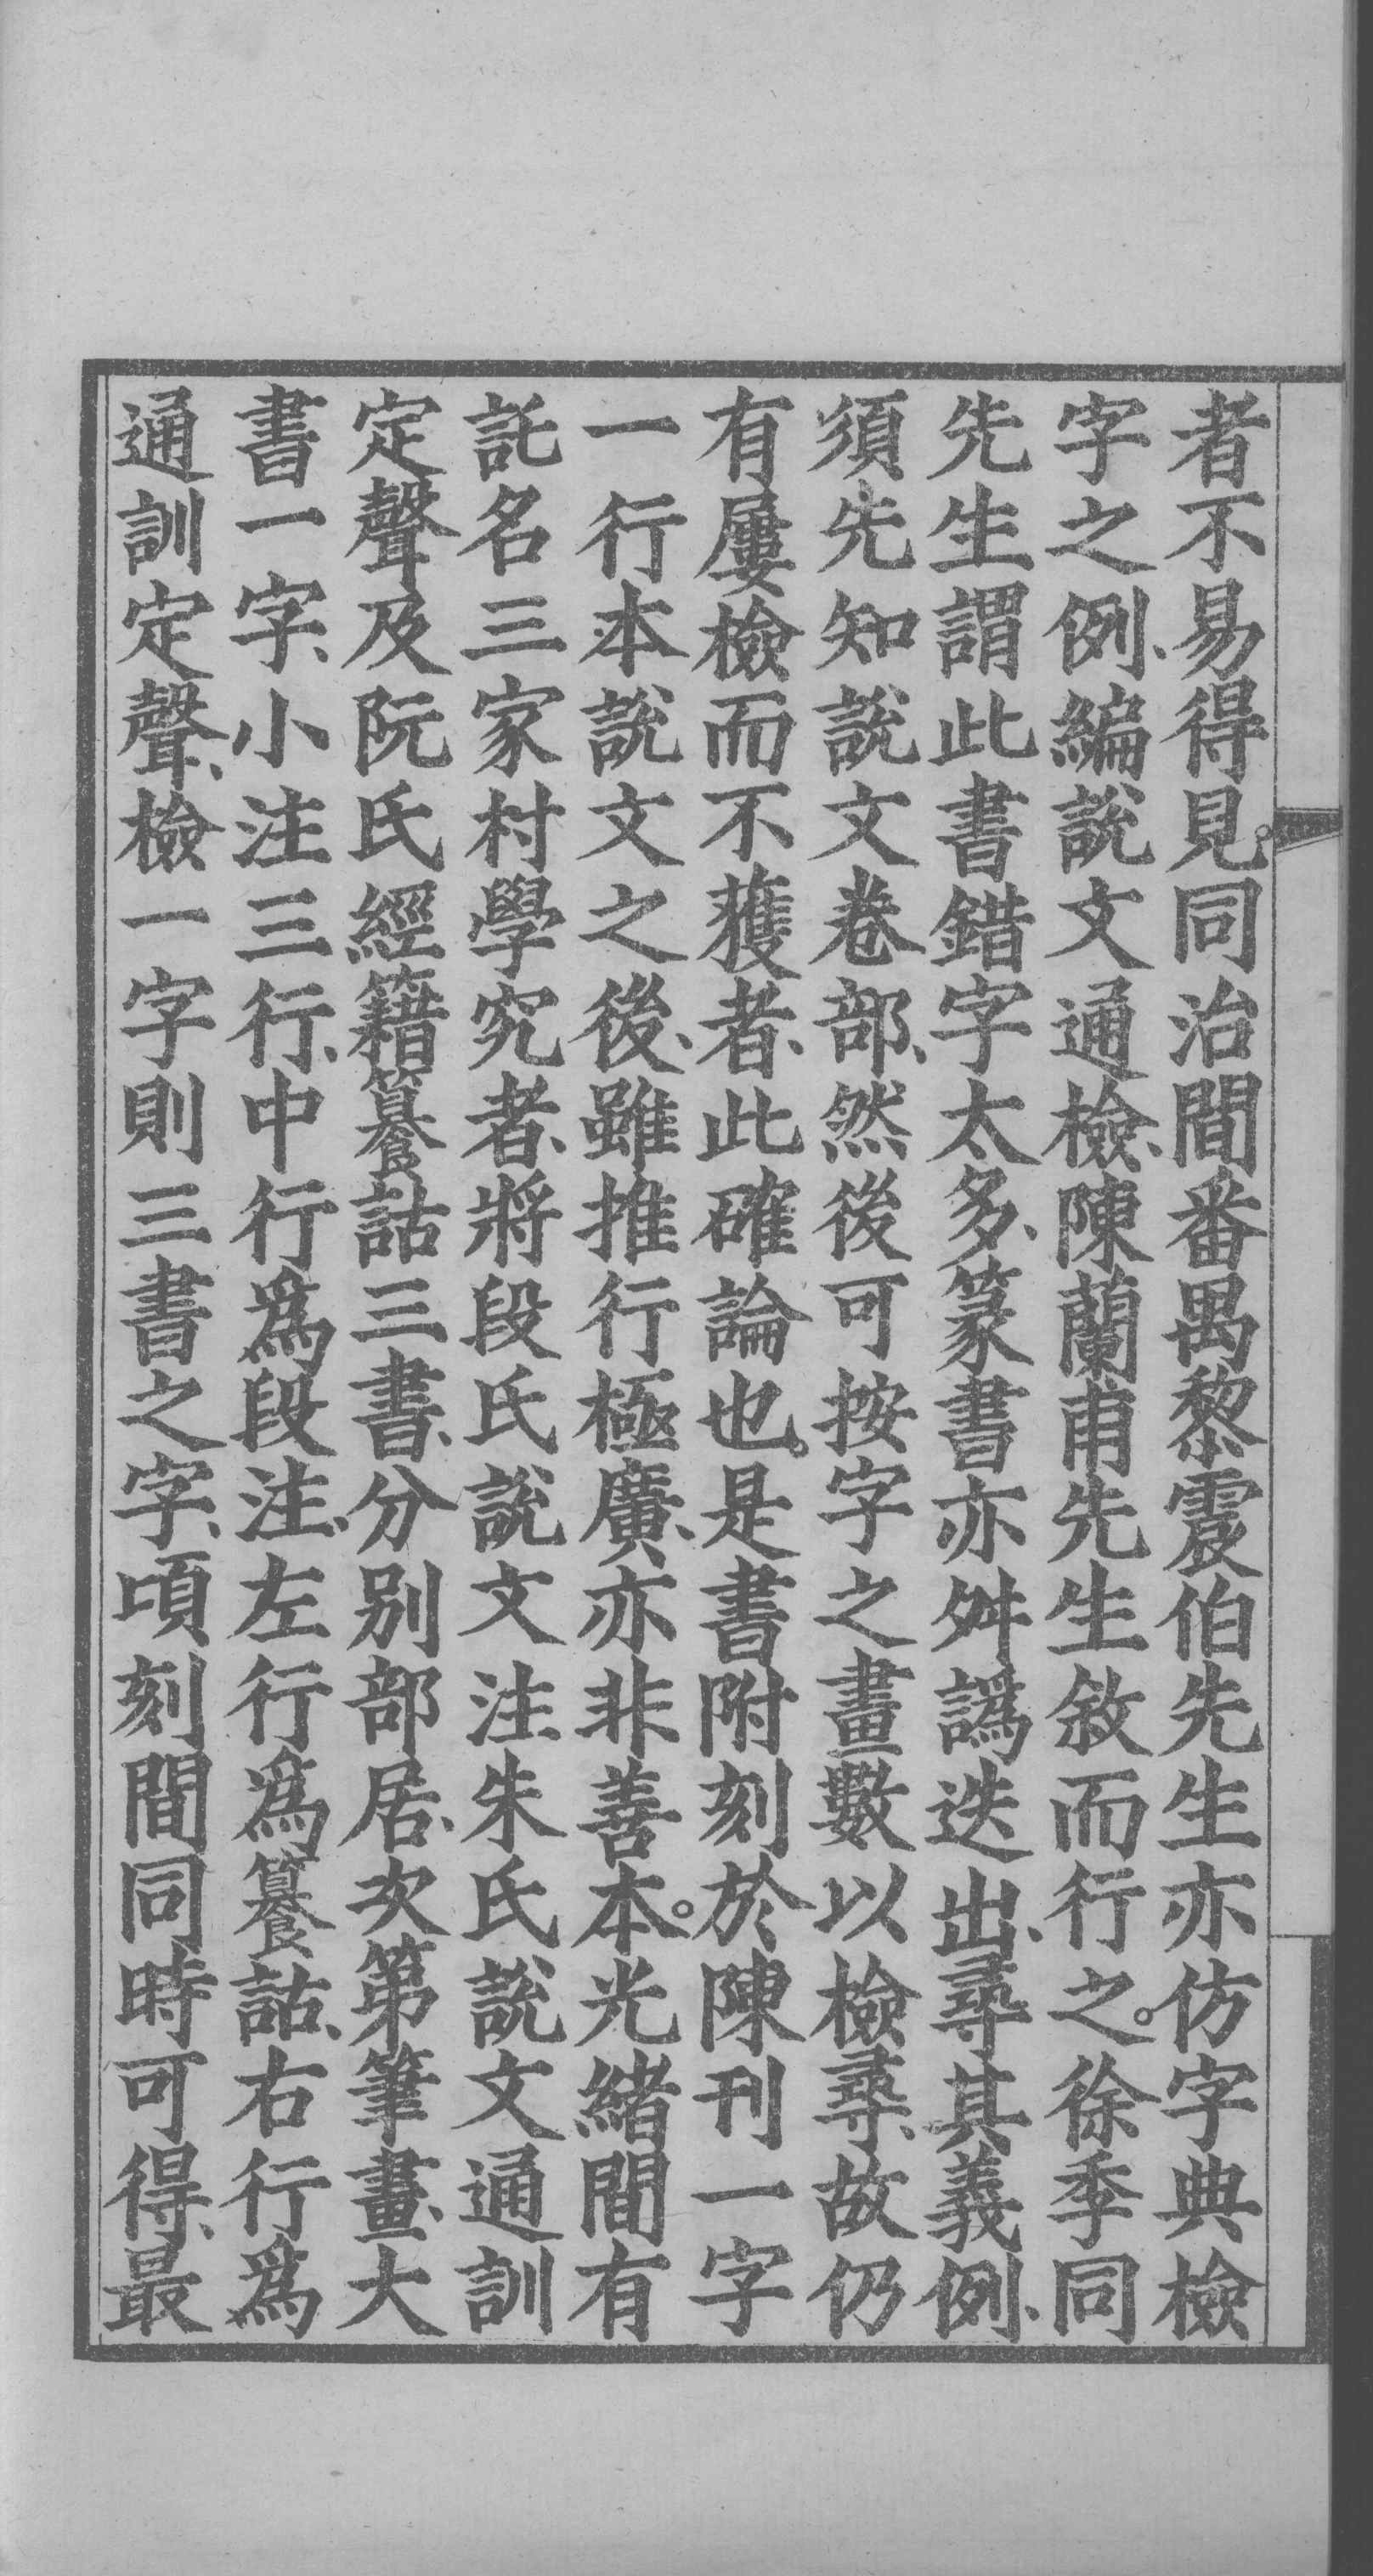 者不易得見。同治間番禺黎震伯先生亦仿字典檢
字之例、編說文通檢、陳蘭甫先生敘而行之。徐季同
先生謂此書錯字太多、篆書亦舛譌迭出、尋其義例、
須先知說文卷部、然後可按字之畫數以檢尋、故仍
有屢檢而不獲者、此確論也。是書附刻於陳刊一字
一行本說文之後、雖推行極廣、亦非善本。光緒間有
託名三家村學究者、將段氏說文注、朱氏說文通訓
定聲及阮氏經籍籑詁三書、分別部居、次第筆畫、大
書一字、小注三行、中行爲段注、左行爲籑詁、右行爲
通訓定聲、檢一字則三書之字、頃刻間同時可得、最